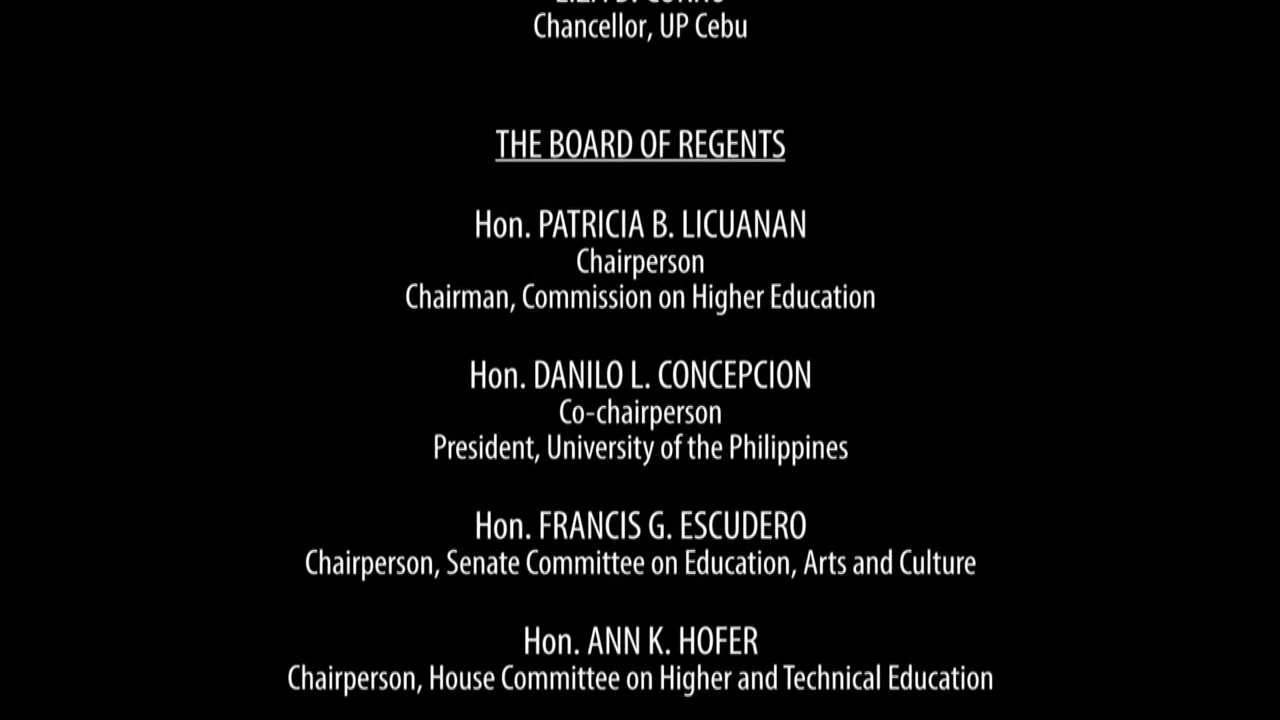 Chancellor, UP Cebu
THE BOARD OF REGENTS
Hon. PATRICIA B. LICUANAN
Chairperson
Chairman, Commission on Higher Education
Hon. DANILO L. CONCEPCION
Co-chairperson
President, University of the Philippines
Hon. FRANCIS G. ESCUDERO
Chairperson, Senate Committee on Education, Arts and Culture
Hon. ANN K. HOFER
Chairperson, House Committee on Higher and Technical Education